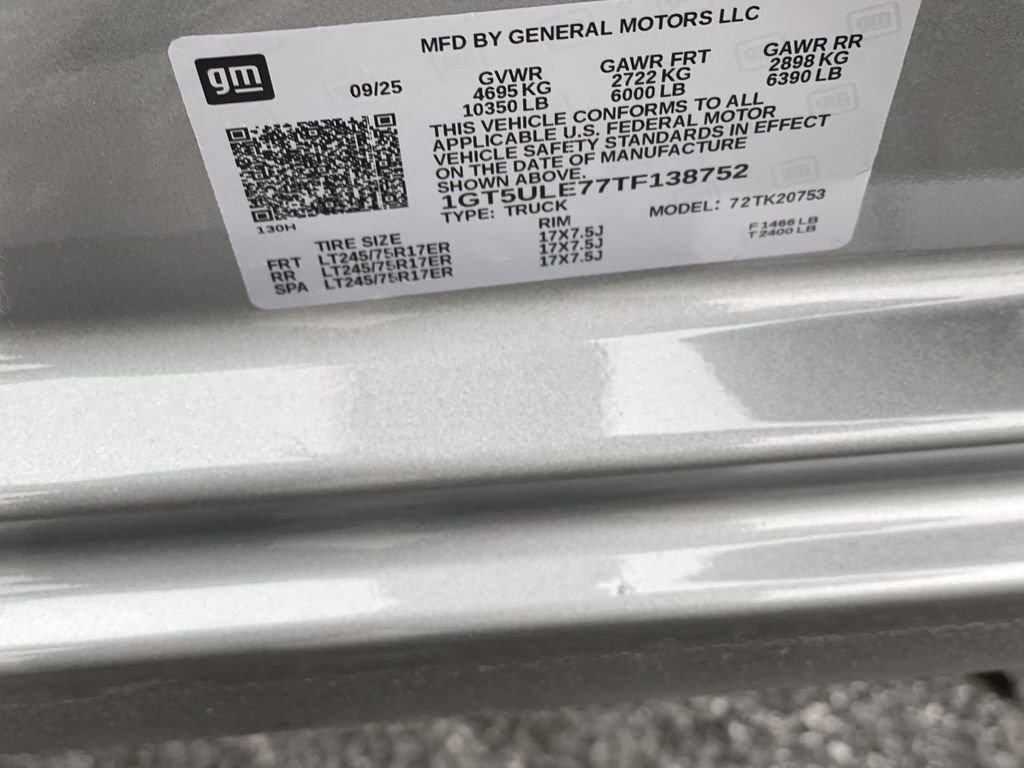 MFD BY GENERAL MOTORS LLC
gm
09/25
GVWR
4695 KG
10350 LB
GAWR FRT
2722 KG
6000 LB
GAWR RR
2898 KG
6390 LB
THIS VEHICLE CONFORMS TO ALL
APPLICABLE U.S. FEDERAL MOTOR
VEHICLE SAFETY STANDARDS IN EFFECT
ON THE DATE OF MANUFACTURE
SHOWN ABOVE.
1GT5ULE77TF138752
TYPE: TRUCK
MODEL: 72TK20753
130H
TIRE SIZE RIM
FRT LT245/75R17ER 17X7.5J
RR LT245/75R17ER 17X7.5J
SPA LT245/75R17ER 17X7.5J
F 1466 LB
T 2400 LB